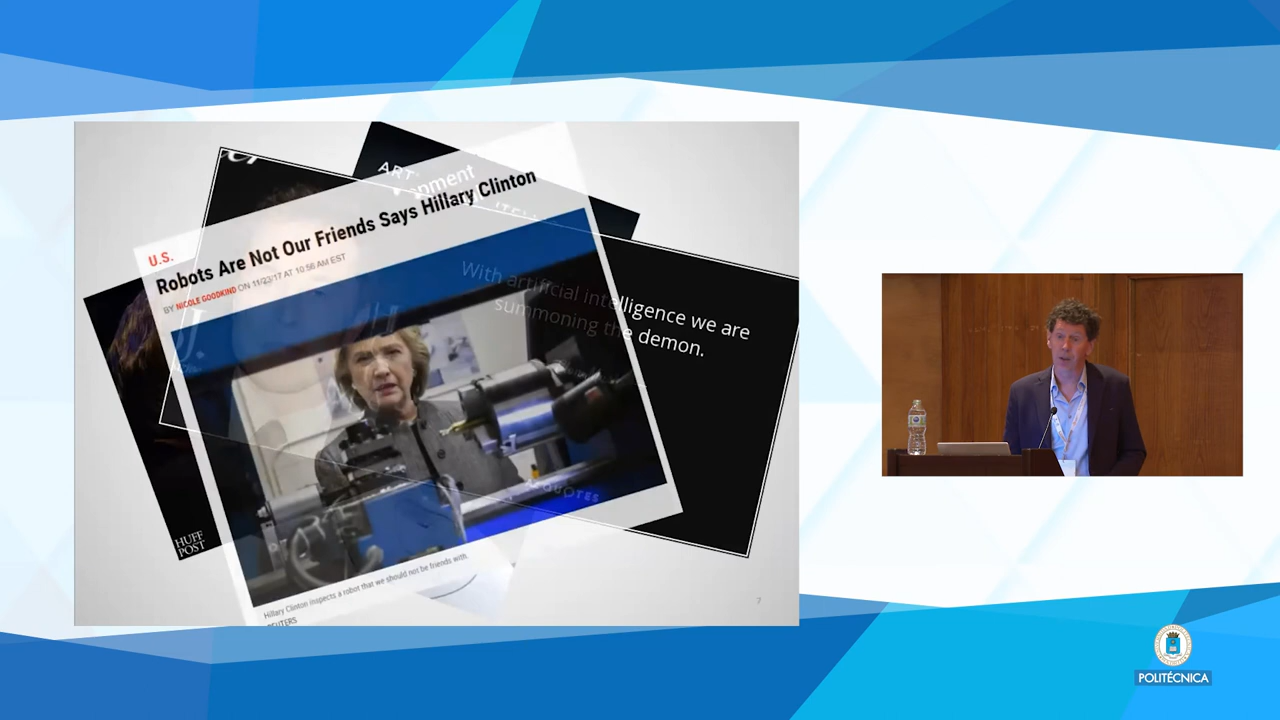 ART
U.S.
Robots Are Not Our Friends Says Hillary Clinton
BY NICOLE GOODKIND ON 11/23/17 AT 10:56 AM EST
With artificial intelligence we are
summoning the demon.
QUOTES
HUFF
POST
Hillary Clinton inspects a robot that we should not be friends with.
REUTERS
7
POLITÉCNICA